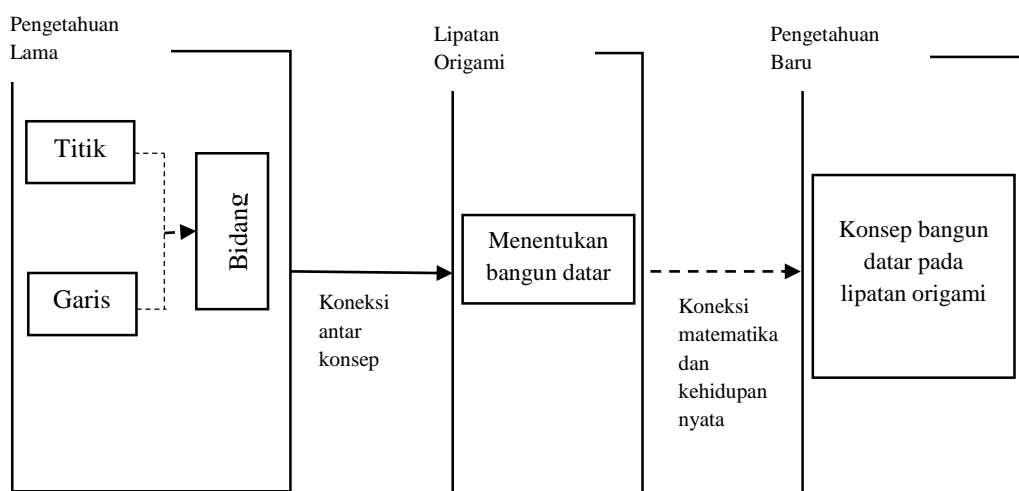 Pengetahuan
Lama
Titik
Garis
Bidang
Koneksi
antar
konsep
Lipatan
Origami
Menentukan
bangun datar
Koneksi
matematika
dan
kehidupan
nyata
Pengetahuan
Baru
Konsep bangun
datar pada
lipatan origami